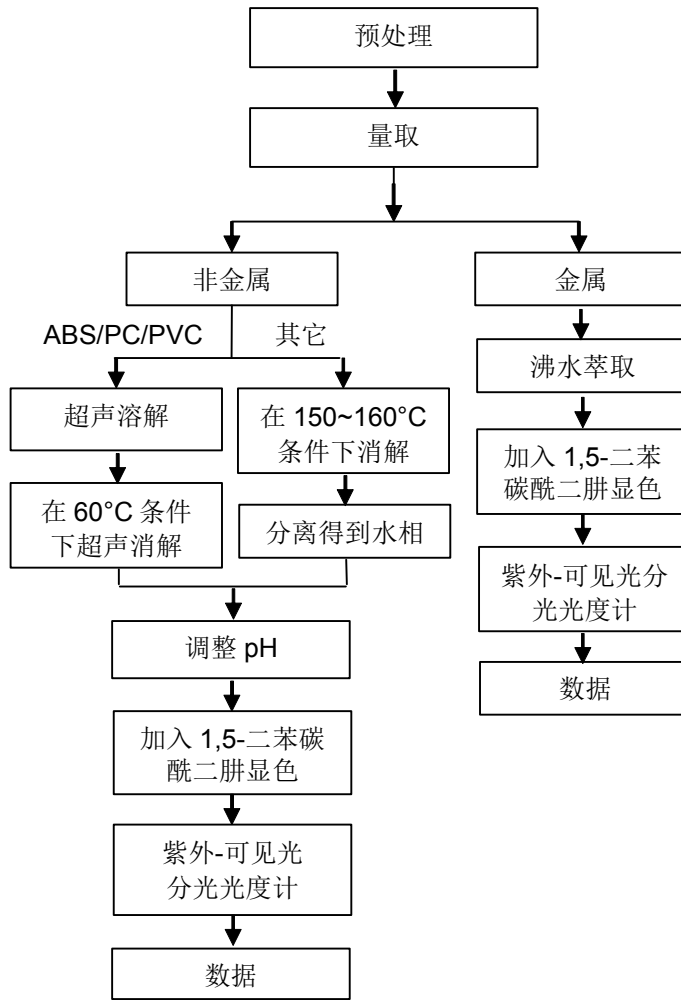 预处理
量取
非金属
金属
ABS/PC/PVC
其它
沸水萃取
超声溶解
在 150~160°C
条件下消解
加入 1,5-二苯
碳酰二肼显色
在 60°C 条件
下超声消解
分离得到水相
紫外-可见光分
光光度计
调整 pH
数据
加入 1,5-二苯碳
酰二肼显色
紫外-可见光
分光光度计
数据